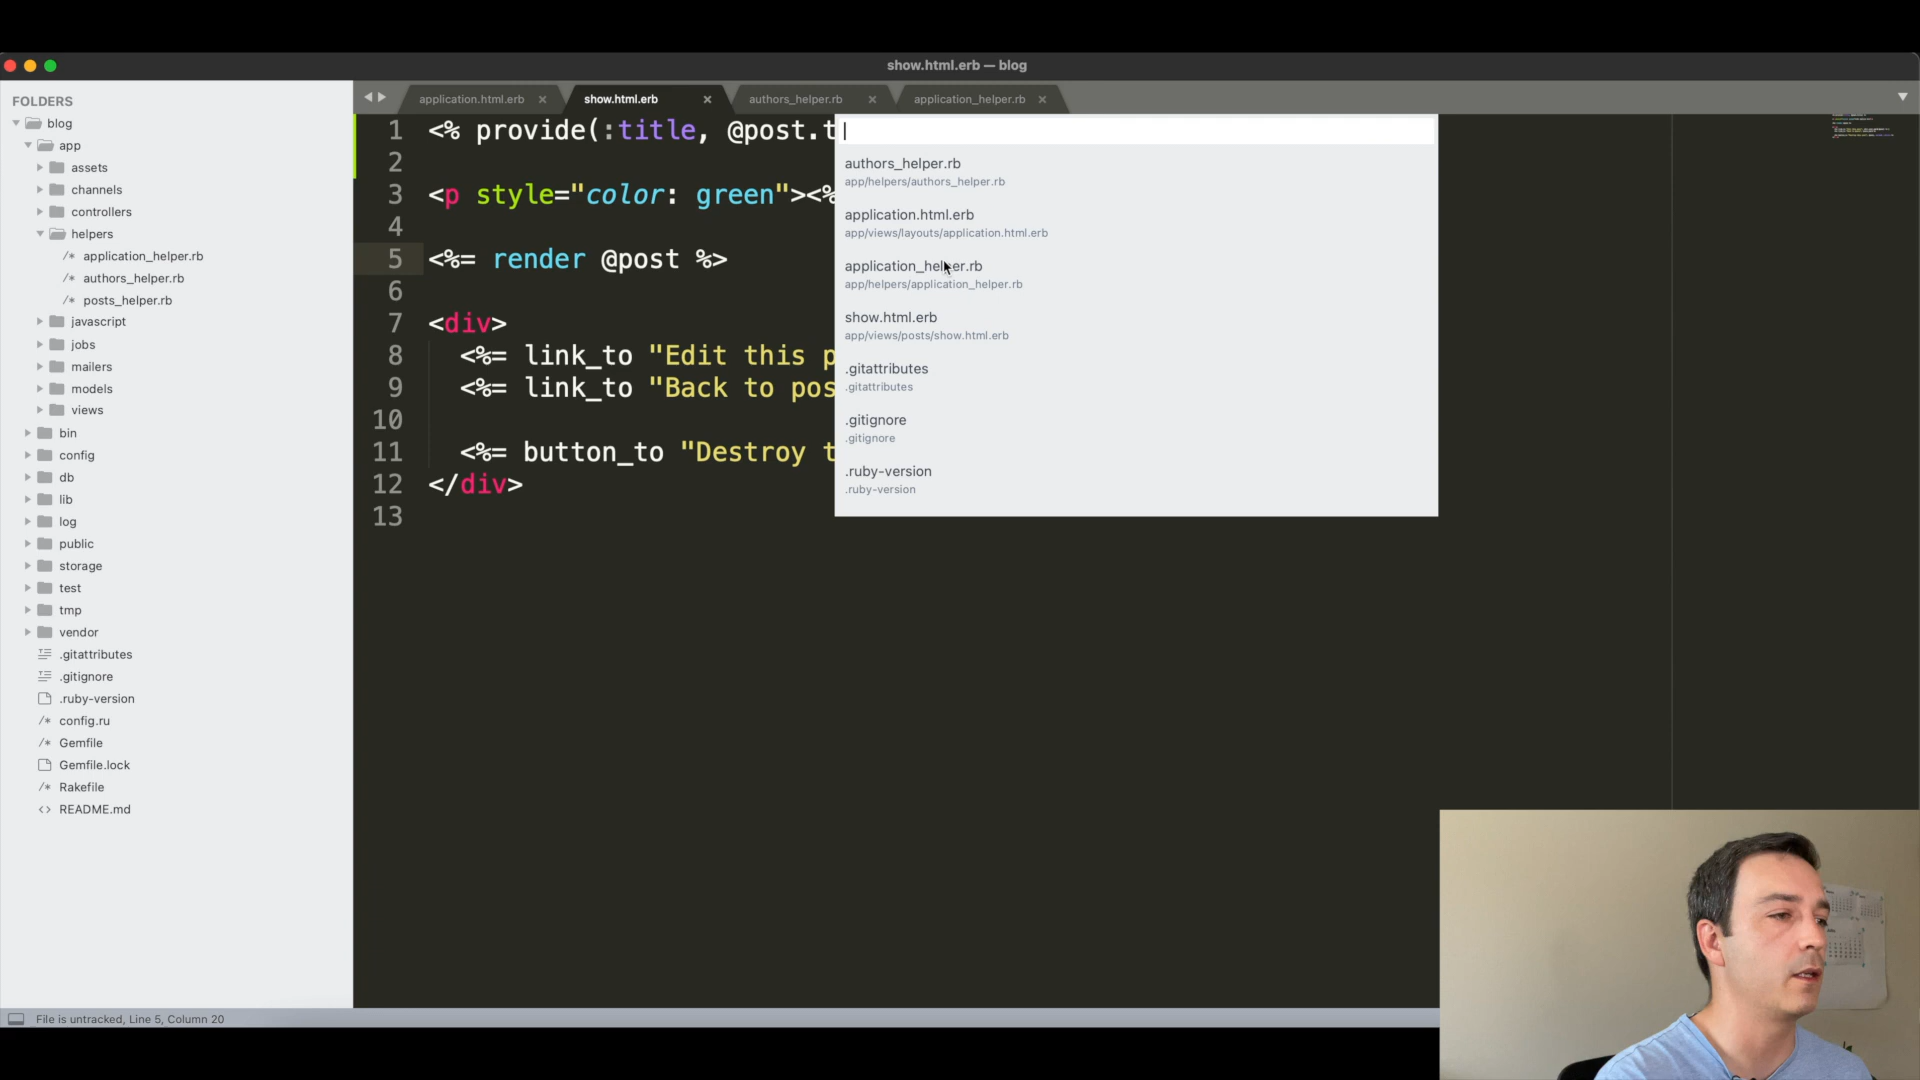 show.html.erb — blog
FOLDERS
blog
app
assets
channels
controllers
helpers
/* application_helper.rb
/* authors_helper.rb
/* posts_helper.rb
javascript
jobs
mailers
models
views
bin
config
db
lib
log
public
storage
test
tmp
vendor
.gitattributes
.gitignore
.ruby-version
/* config.ru
/* Gemfile
Gemfile.lock
/* Rakefile
<> README.md
application.html.erb × show.html.erb × authors_helper.rb × application_helper.rb ×
1 <% provide(:title, @post.t
2
3 <p style="color: green"><%
4
5 <%= render @post %>
6
7 <div>
8 <%= link_to "Edit this p
9 <%= link_to "Back to pos
10
11 <%= button_to "Destroy t
12 </div>
13
authors_helper.rb
app/helpers/authors_helper.rb
application.html.erb
app/views/layouts/application.html.erb
application_helper.rb
app/helpers/application_helper.rb
show.html.erb
app/views/posts/show.html.erb
.gitattributes
.gitattributes
.gitignore
.gitignore
.ruby-version
.ruby-version
File is untracked, Line 5, Column 20